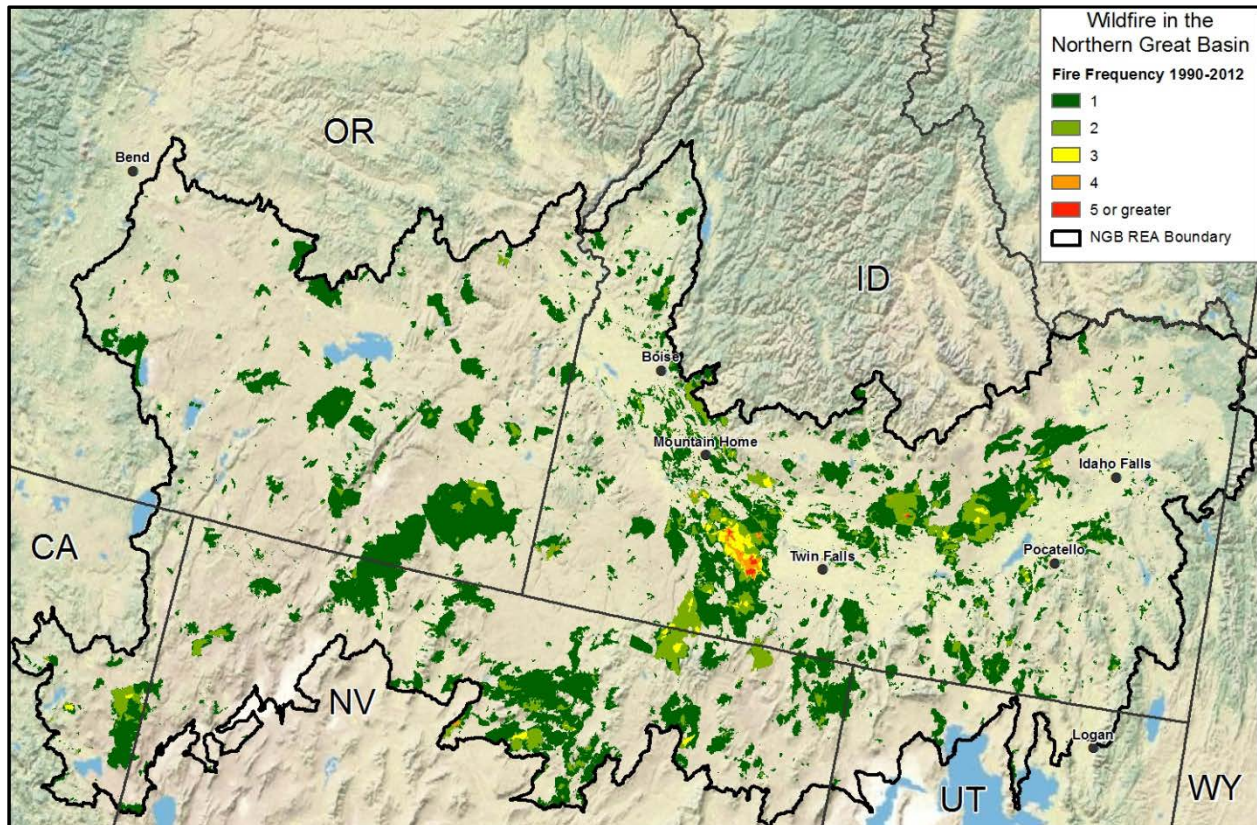 Wildfire in the
Northern Great Basin
Fire Frequency 1990-2012
1
2
3
4
5 or greater
NGB REA Boundary
OR
Bend
ID
Boise
Mountain Home
Idaho Falls
CA
Twin Falls
Pocatello
NV
Logan
UT
WY